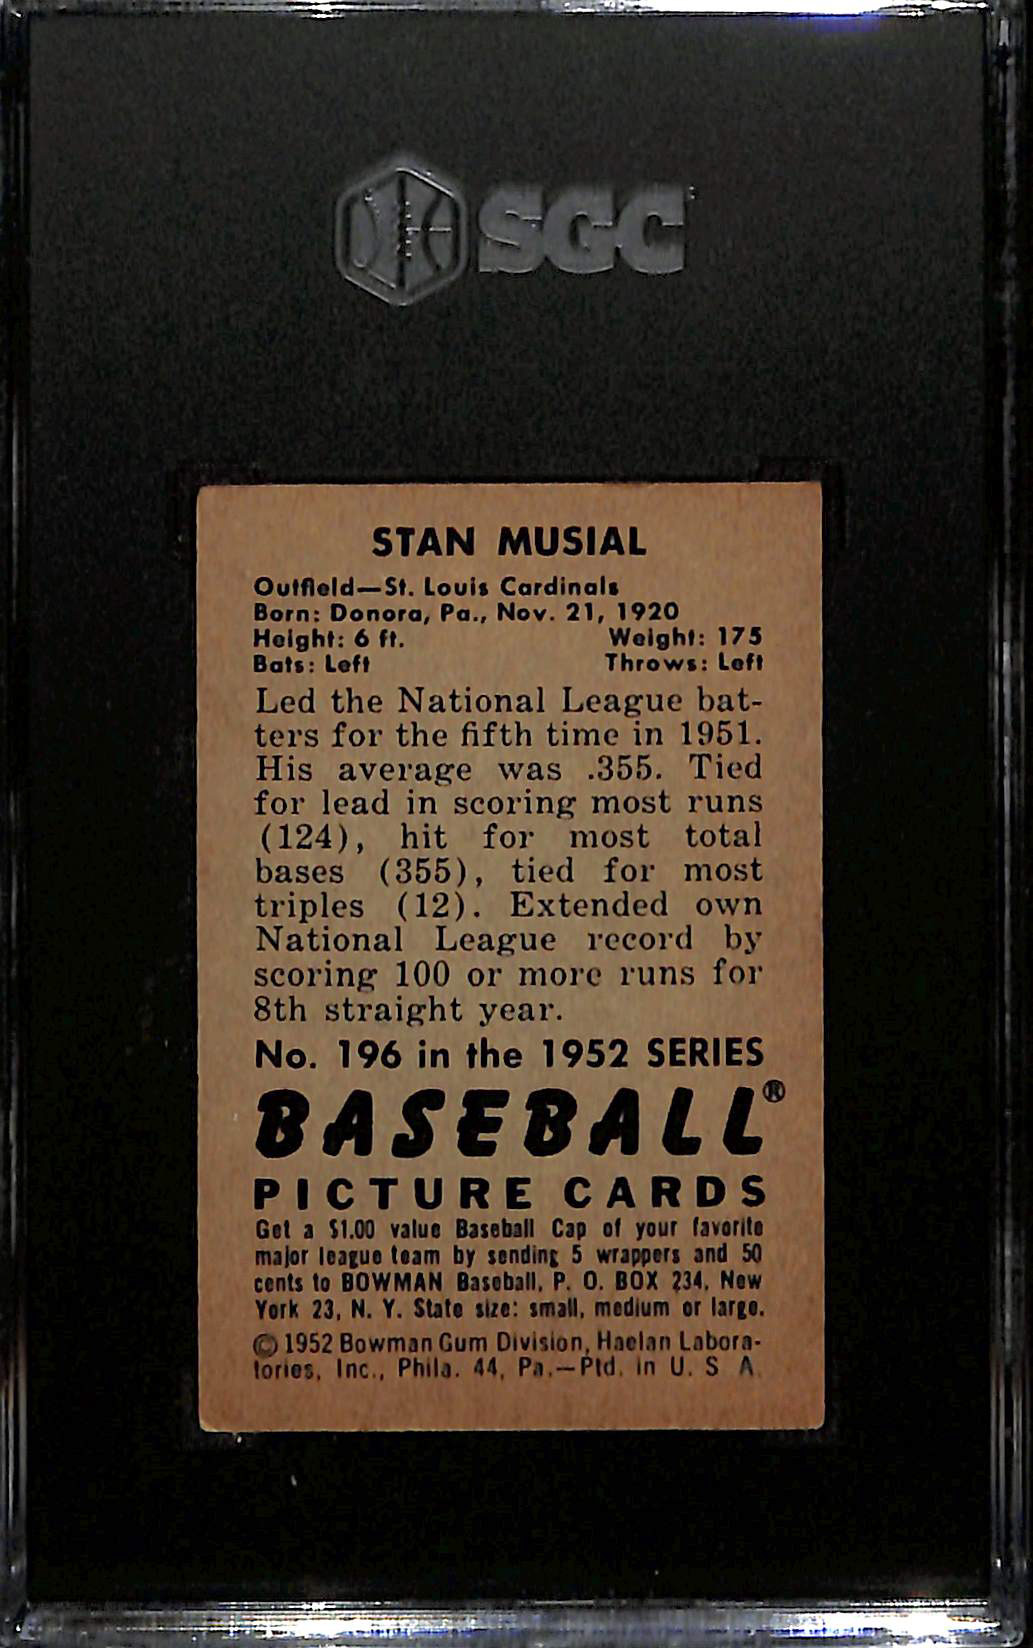 SGC
STAN MUSIAL
Outfield—St. Louis Cardinals
Born: Donora, Pa., Nov. 21, 1920
Height: 6 ft. Weight: 175
Bats: Left Throws: Left
Led the National League bat-
ters for the fifth time in 1951.
His average was .355. Tied
for lead in scoring most runs
(124), hit for most total
bases (355), tied for most
triples (12). Extended own
National League record by
scoring 100 or more runs for
8th straight year.
No. 196 in the 1952 SERIES
BASEBALL®
PICTURE CARDS
Get a $1.00 value Baseball Cap of your favorite
major league team by sending 5 wrappers and 50
cents to BOWMAN Baseball, P. O. BOX 234, New
York 23, N. Y. State size: small, medium or large.
© 1952 Bowman Gum Division, Haelan Labora-
tories, Inc., Phila. 44, Pa.—Ptd. in U. S. A.